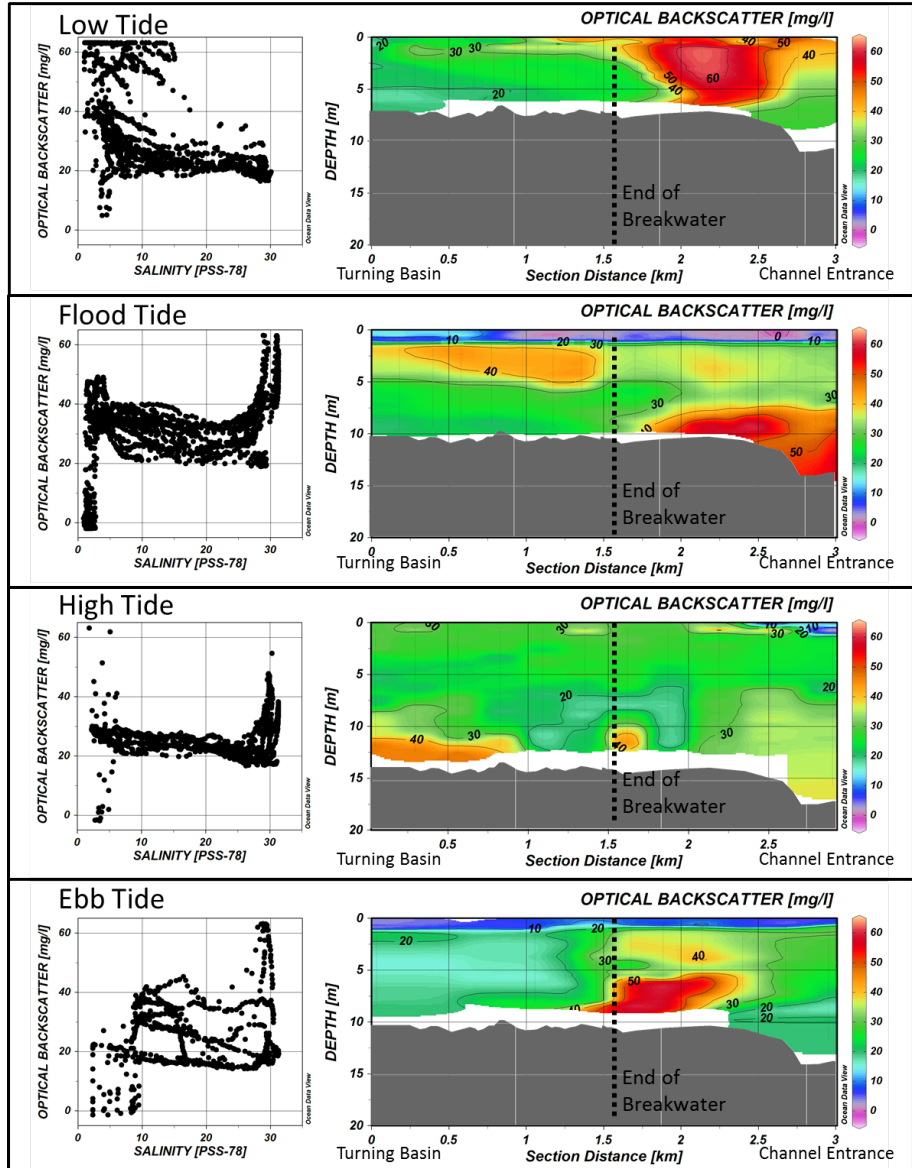 Low Tide
OPTICAL BACKSCATTER [mg/l]
60
40
20
0
0 10 20 30
SALINITY [PSS-78]
OPTICAL BACKSCATTER [mg/l]
Ocean Data View
OPTICAL BACKSCATTER [mg/l]
DEPTH [m]
0
5
10
15
20
20
30 30
20
50
40
60
40
50
40
End of
Breakwater
0 0.5 1 1.5 2 2.5 3
Turning Basin Section Distance [km] Channel Entrance
60
50
40
30
20
10
0
Ocean Data View
Flood Tide
OPTICAL BACKSCATTER [mg/l]
60
40
20
0
0 10 20 30
SALINITY [PSS-78]
Ocean Data View
OPTICAL BACKSCATTER [mg/l]
DEPTH [m]
0
5
10
15
20
10
20
30
0
10
40
30
30
50
End of
Breakwater
0 0.5 1 1.5 2 2.5 3
Turning Basin Section Distance [km] Channel Entrance
60
50
40
30
20
10
0
Ocean Data View
High Tide
OPTICAL BACKSCATTER [mg/l]
60
40
20
0
0 10 20 30
SALINITY [PSS-78]
Ocean Data View
OPTICAL BACKSCATTER [mg/l]
DEPTH [m]
0
5
10
15
20
30
30
10
30
20
10
20
20
40
30
40
30
End of
Breakwater
0.5 1 1.5 2 2.5
Turning Basin Section Distance [km] Channel Entrance
60
50
40
30
20
10
0
Ocean Data View
Ebb Tide
OPTICAL BACKSCATTER [mg/l]
60
40
20
0
0 10 20 30
SALINITY [PSS-78]
Ocean Data View
OPTICAL BACKSCATTER [mg/l]
DEPTH [m]
0
5
10
15
20
20
10
20
30
40
50
40
30
20
20
20
End of
Breakwater
0 0.5 1 1.5 2 2.5 3
Turning Basin Section Distance [km] Channel Entrance
60
50
40
30
20
10
0
Ocean Data View